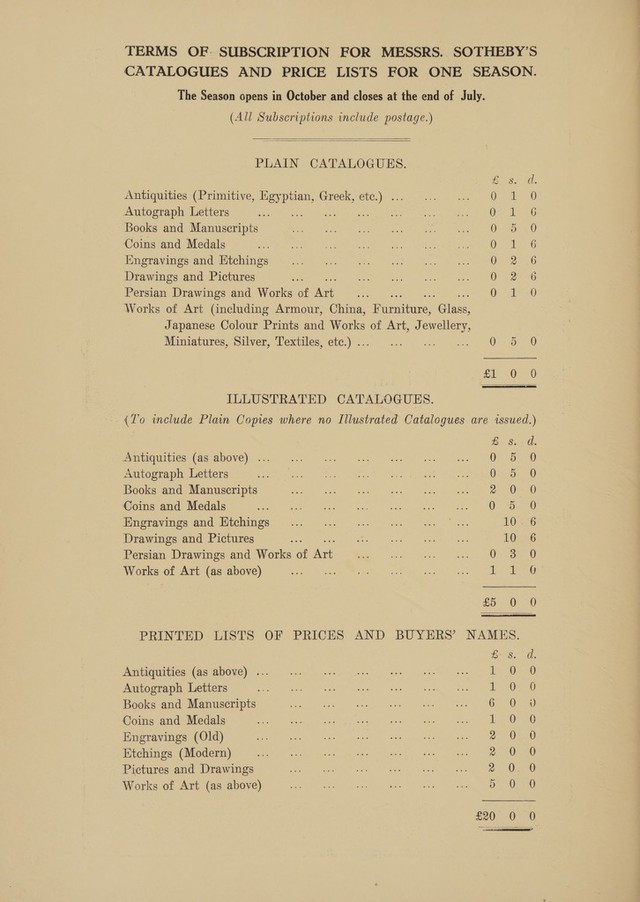 TERMS OF SUBSCRIPTION FOR MESSRS. SOTHEBY'S
CATALOGUES AND PRICE LISTS FOR ONE SEASON.
The Season opens in October and closes at the end of July.
(All Subscriptions include postage.)
PLAIN CATALOGUES.
£ s. d.
Antiquities (Primitive, Egyptian, Greek, etc.) ... ... ... 0 1 0
Autograph Letters ... ... ... ... ... ... ... 0 1 6
Books and Manuscripts ... ... ... ... ... ... 0 5 0
Coins and Medals ... ... ... ... ... ... ... 0 1 6
Engravings and Etchings ... ... ... ... ... ... 0 2 6
Drawings and Pictures ... ... ... ... ... ... 0 2 6
Persian Drawings and Works of Art ... ... ... ... 0 1 0
Works of Art (including Armour, China, Furniture, Glass,
Japanese Colour Prints and Works of Art, Jewellery,
Miniatures, Silver, Textiles, etc.) ... ... ... ... 0 5 0
£1 0 0
ILLUSTRATED CATALOGUES.
(To include Plain Copies where no Illustrated Catalogues are issued.)
£ s. d.
Antiquities (as above) ... ... ... ... ... ... ... 0 5 0
Autograph Letters ... ... ... ... ... ... ... 0 5 0
Books and Manuscripts ... ... ... ... ... ... 2 0 0
Coins and Medals ... ... ... ... ... ... ... 0 5 0
Engravings and Etchings ... ... ... ... ... ... 10 6
Drawings and Pictures ... ... ... ... ... ... 10 6
Persian Drawings and Works of Art ... ... ... ... 0 3 0
Works of Art (as above) ... ... ... ... ... ... 1 1 0
£5 0 0
PRINTED LISTS OF PRICES AND BUYERS' NAMES.
£ s. d.
Antiquities (as above) ... ... ... ... ... ... ... 1 0 0
Autograph Letters ... ... ... ... ... ... ... 1 0 0
Books and Manuscripts ... ... ... ... ... ... 6 0 0
Coins and Medals ... ... ... ... ... ... ... 1 0 0
Engravings (Old) ... ... ... ... ... ... ... 2 0 0
Etchings (Modern) ... ... ... ... ... ... ... 2 0 0
Pictures and Drawings ... ... ... ... ... ... 2 0 0
Works of Art (as above) ... ... ... ... ... ... 5 0 0
£20 0 0